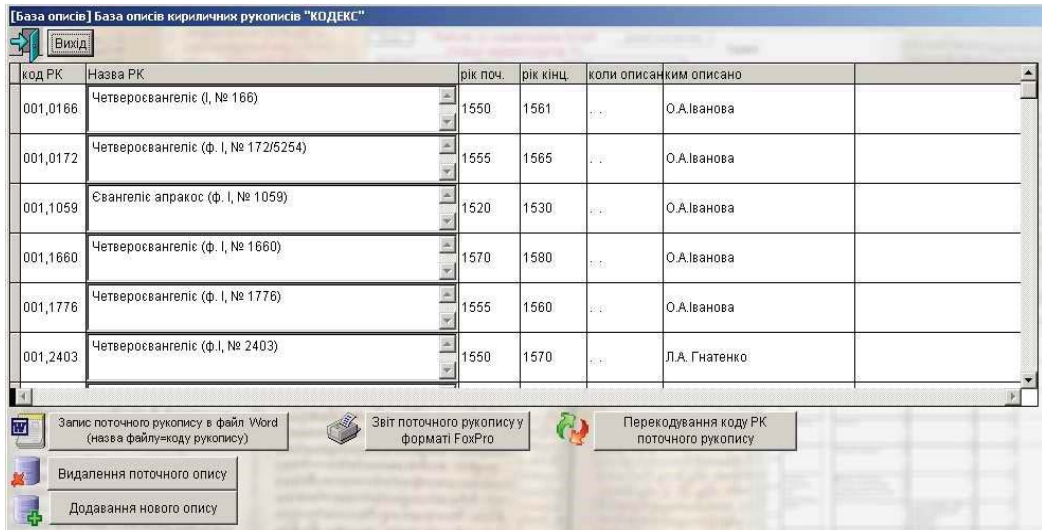 [База описів] База описів кириличних рукописів "КОДЕКС"
Вихід
код РК Назва РК рік поч. рік кінц. коли описан ким описано
001,0166 Четвероєвангеліє (І, № 166) 1550 1561 . . О.А.Іванова
001,0172 Четвероєвангеліє (ф. І, № 172/5254) 1555 1565 . . О.А.Іванова
001,1059 Євангеліє апракос (ф. І, № 1059) 1520 1530 . . О.А.Іванова
001,1660 Четвероєвангеліє (ф. І, № 1660) 1570 1580 . . О.А.Іванова
001,1776 Четвероєвангеліє (ф. І, № 1776) 1555 1560 . . О.А.Іванова
001,2403 Четвероєвангеліє (ф.І, № 2403) 1550 1570 . . Л.А. Гнатенко
Запис поточного рукопису в файл Word
(назва файлу=коду рукопису)
Звіт поточного рукопису у
форматі FoxPro
Перекодування коду РК
поточного рукопису
Видалення поточного опису
Додавання нового опису